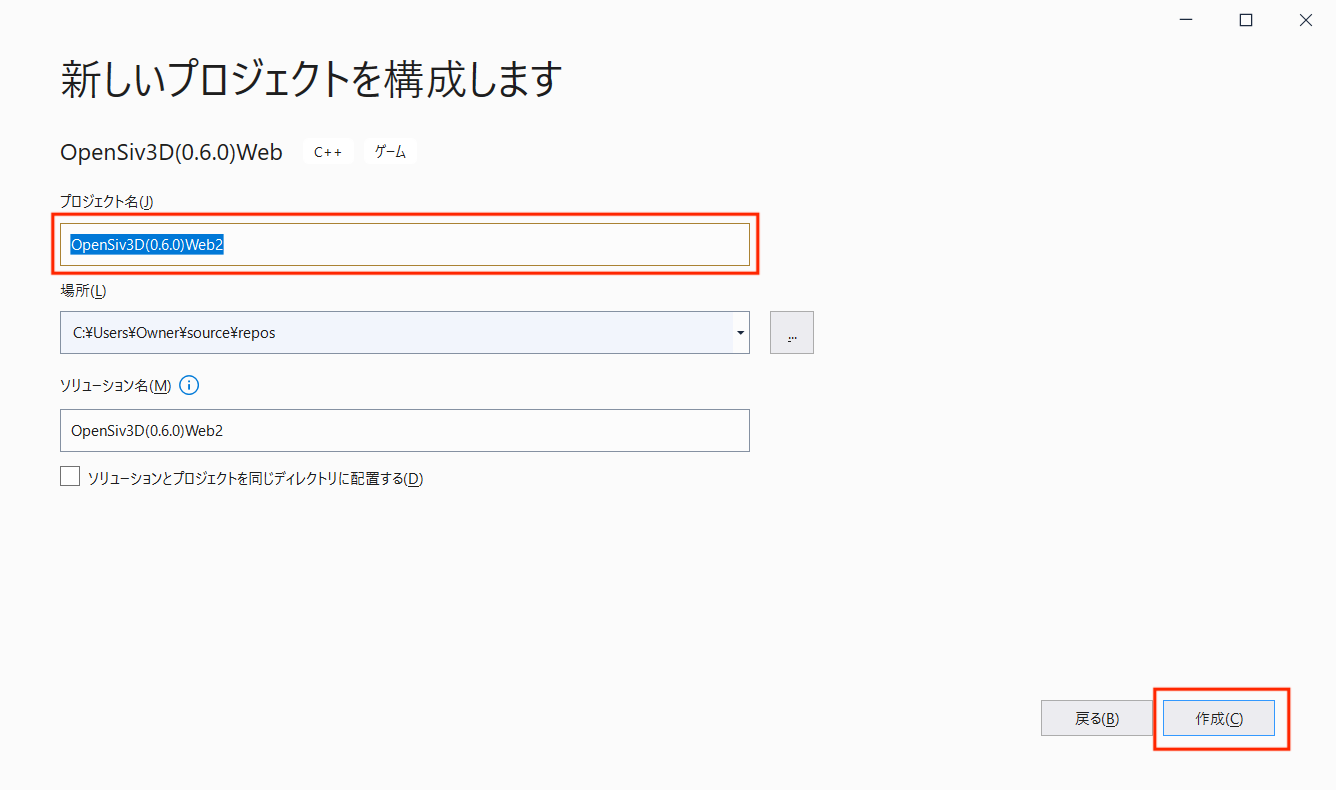 新しいプロジェクトを構成します
OpenSiv3D(0.6.0)Web C++ ゲーム
プロジェクト名(J)
OpenSiv3D(0.6.0)Web2
場所(L)
C:¥Users¥Owner¥source¥repos ...
ソリューション名(M) i
OpenSiv3D(0.6.0)Web2
ソリューションとプロジェクトを同じディレクトリに配置する(D)
戻る(B) 作成(C)